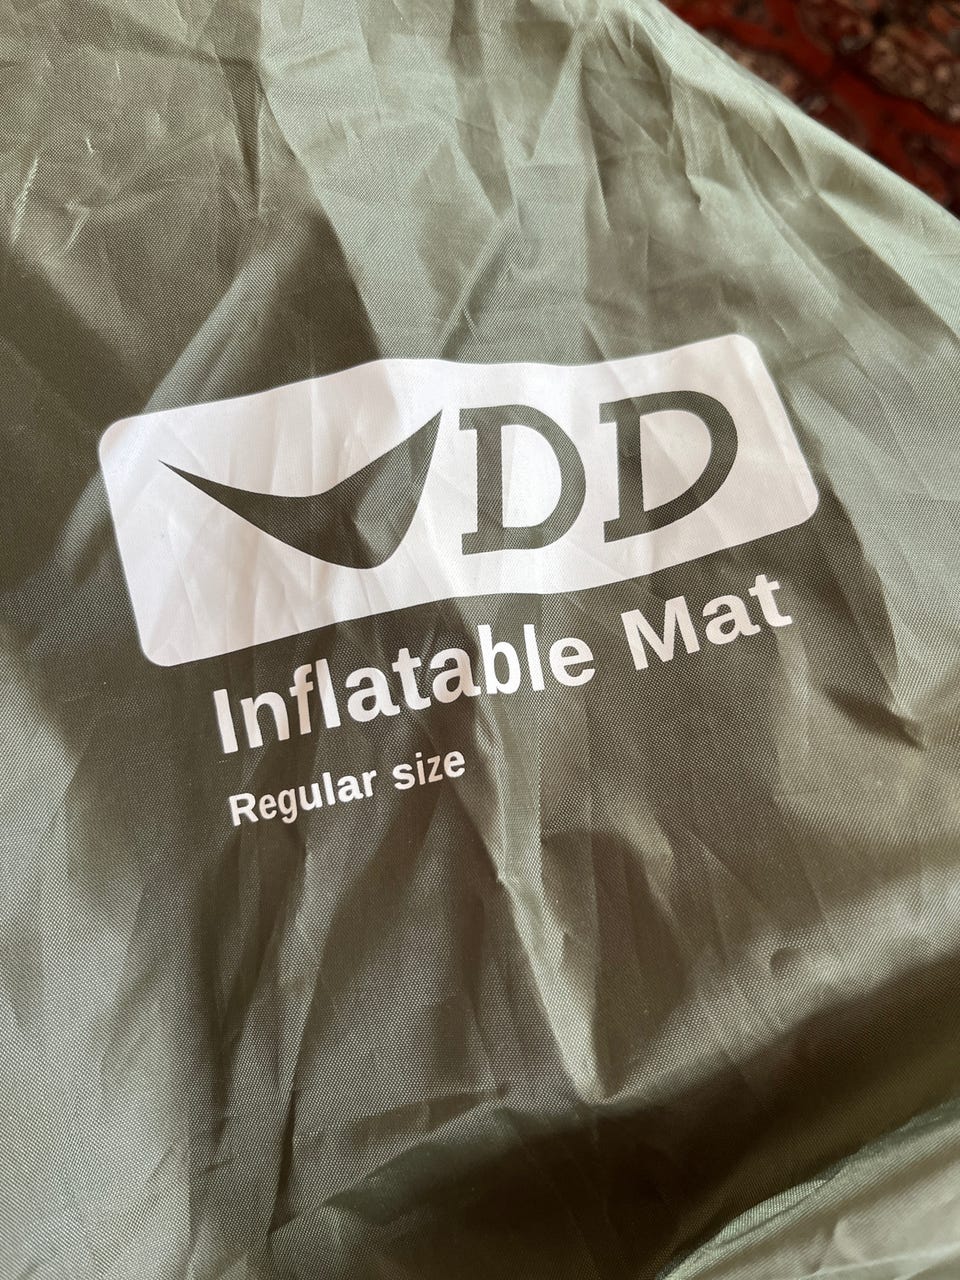 DD
Inflatable Mat
Regular size